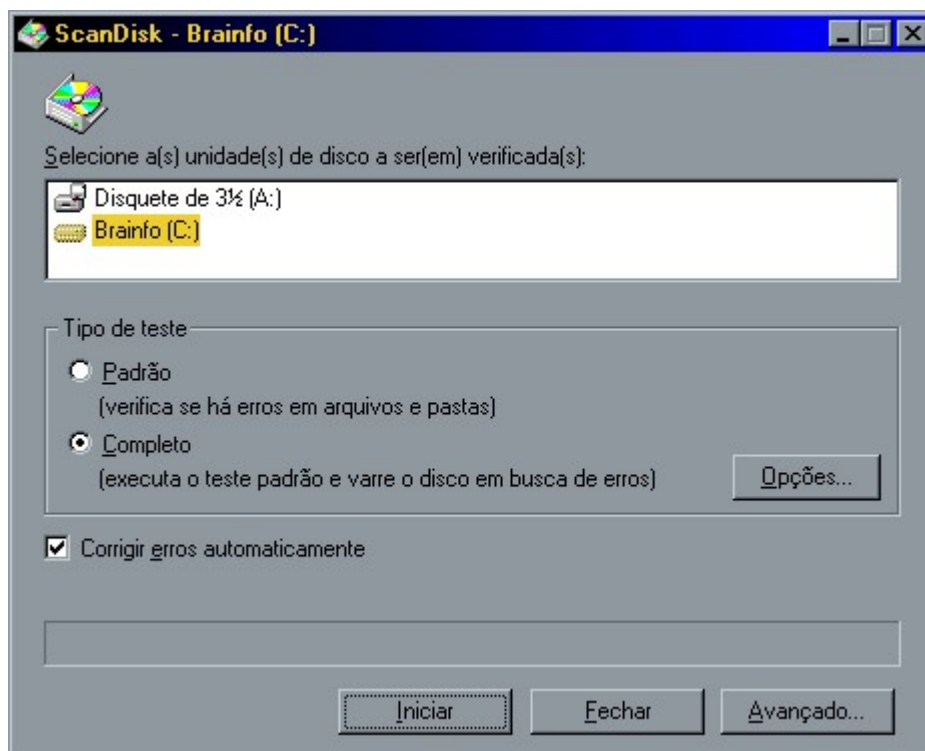 ScanDisk - Brainfo (C:)
Selecione a(s) unidade(s) de disco a ser(em) verificada(s):
Disquete de 3½ (A:)
Brainfo (C:)
Tipo de teste
Padrão
(verifica se há erros em arquivos e pastas)
Completo
(executa o teste padrão e varre o disco em busca de erros)
Opções...
Corrigir erros automaticamente
Iniciar
Fechar
Avançado...